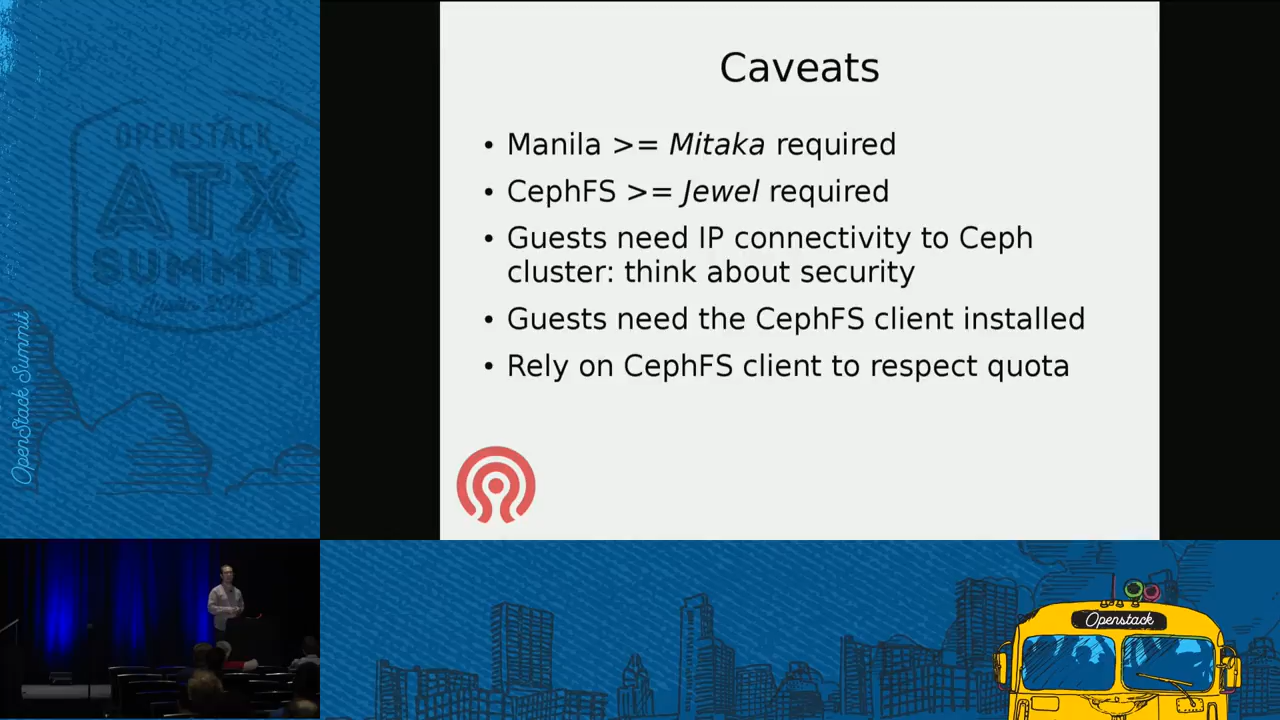 Caveats
• Manila >= Mitaka required
• CephFS >= Jewel required
• Guests need IP connectivity to Ceph
cluster: think about security
• Guests need the CephFS client installed
• Rely on CephFS client to respect quota
OPENSTACK
ATX
SUMMIT
OpenStack Summit
Openstack